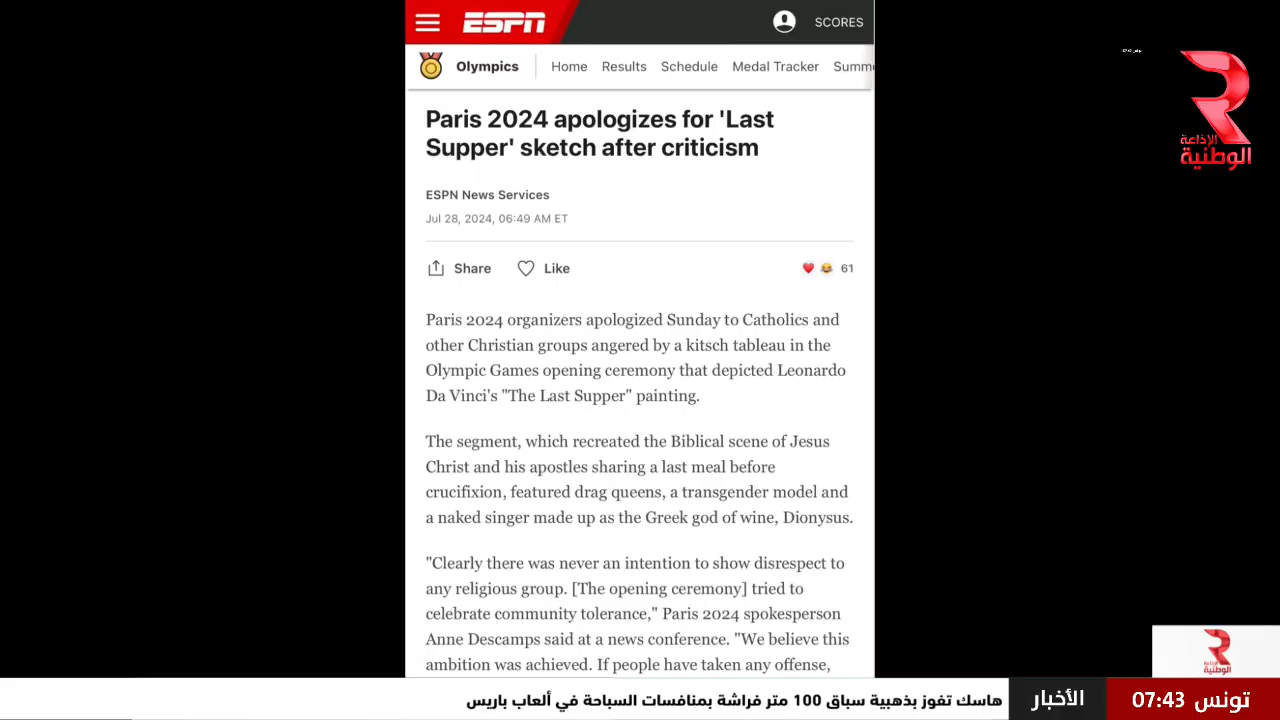 ESPN
SCORES
Olympics
Home Results Schedule Medal Tracker Summe
Paris 2024 apologizes for 'Last
Supper' sketch after criticism
ESPN News Services
Jul 28, 2024, 06:49 AM ET
Share Like 61
Paris 2024 organizers apologized Sunday to Catholics and
other Christian groups angered by a kitsch tableau in the
Olympic Games opening ceremony that depicted Leonardo
Da Vinci's "The Last Supper" painting.
The segment, which recreated the Biblical scene of Jesus
Christ and his apostles sharing a last meal before
crucifixion, featured drag queens, a transgender model and
a naked singer made up as the Greek god of wine, Dionysus.
"Clearly there was never an intention to show disrespect to
any religious group. [The opening ceremony] tried to
celebrate community tolerance," Paris 2024 spokesperson
Anne Descamps said at a news conference. "We believe this
ambition was achieved. If people have taken any offense,
الإذاعة
الوطنية
الإذاعة
الوطنية
تونس 07:43
الأخبار
هاسك تفوز بذهبية سباق 100 متر فراشة بمنافسات السباحة في ألعاب باريس